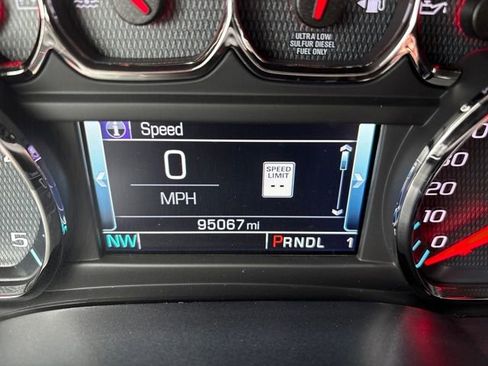 ULTRA LOW
SULFUR DIESEL
FUEL ONLY
i Speed
0
MPH
SPEED
LIMIT
--
95067 mi
NW
PRNDL 1
5
20
10
0